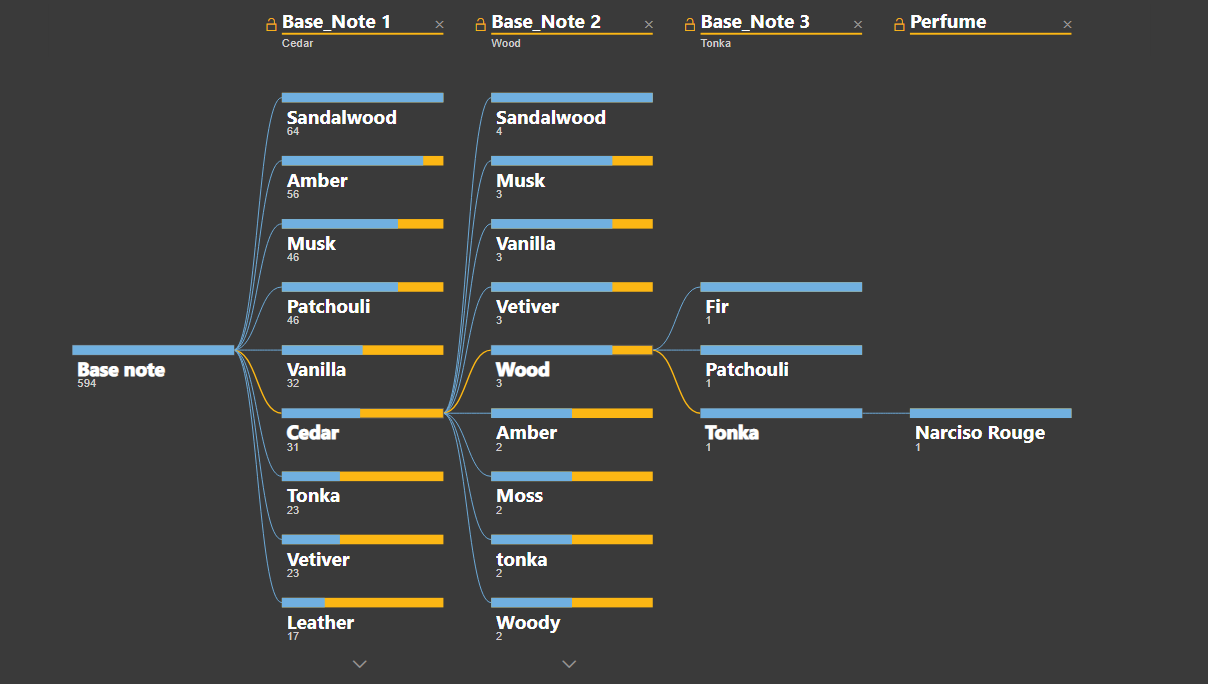 Base_Note 1
Cedar
Base_Note 2
Wood
Base_Note 3
Tonka
Perfume
Base note
594
Sandalwood
64
Amber
56
Musk
46
Patchouli
46
Vanilla
32
Cedar
31
Tonka
23
Vetiver
23
Leather
17
Sandalwood
4
Musk
3
Vanilla
3
Vetiver
3
Wood
3
Amber
2
Moss
2
tonka
2
Woody
2
Fir
1
Patchouli
1
Tonka
1
Narciso Rouge
1